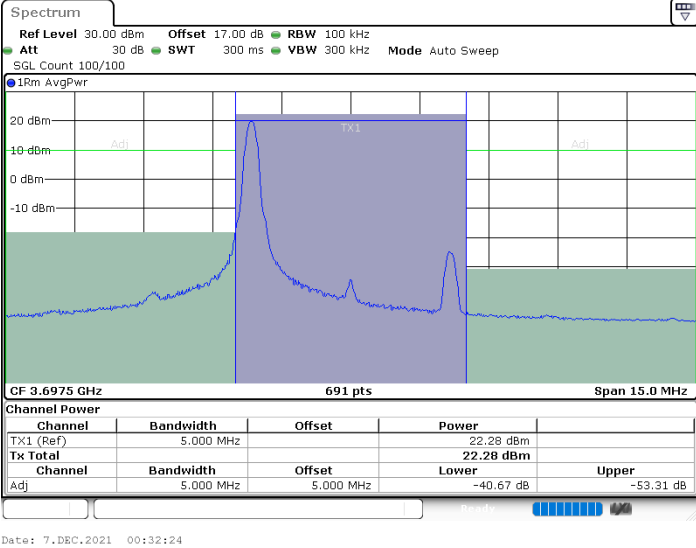 Spectrum
Ref Level 30.00 dBm Offset 17.00 dB RBW 100 kHz
Att 30 dB SWT 300 ms VBW 300 kHz Mode Auto Sweep
SGL Count 100/100
1Rm AvgPwr
20 dBm
TX1
10 dBm
Adj
Adj
0 dBm
-10 dBm
CF 3.6975 GHz 691 pts Span 15.0 MHz
Channel Power
Channel Bandwidth Offset Power
TX1 (Ref) 5.000 MHz 22.28 dBm
Tx Total 22.28 dBm
Channel Bandwidth Offset Lower Upper
Adj 5.000 MHz 5.000 MHz -40.67 dB -53.31 dB
Ready
Date: 7.DEC.2021 00:32:24